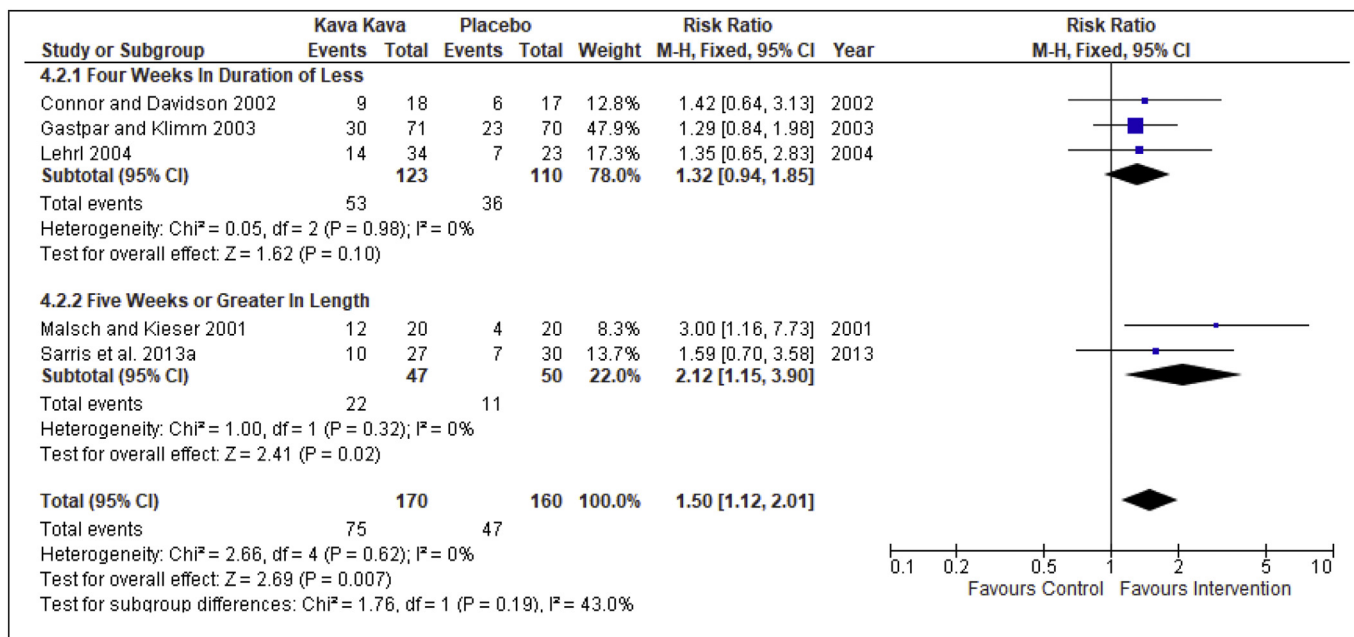 Kava Kava Placebo Risk Ratio Risk Ratio
Study or Subgroup Events Total Events Total Weight M-H, Fixed, 95% CI Year M-H, Fixed, 95% CI
4.2.1 Four Weeks In Duration of Less
Connor and Davidson 2002 9 18 6 17 12.8% 1.42 [0.64, 3.13] 2002
Gastpar and Klimm 2003 30 71 23 70 47.9% 1.29 [0.84, 1.98] 2003
Lehrl 2004 14 34 7 23 17.3% 1.35 [0.65, 2.83] 2004
Subtotal (95% CI) 123 110 78.0% 1.32 [0.94, 1.85]
Total events 53 36
Heterogeneity: Chi² = 0.05, df = 2 (P = 0.98); I² = 0%
Test for overall effect: Z = 1.62 (P = 0.10)
4.2.2 Five Weeks or Greater In Length
Malsch and Kieser 2001 12 20 4 20 8.3% 3.00 [1.16, 7.73] 2001
Sarris et al. 2013a 10 27 7 30 13.7% 1.59 [0.70, 3.58] 2013
Subtotal (95% CI) 47 50 22.0% 2.12 [1.15, 3.90]
Total events 22 11
Heterogeneity: Chi² = 1.00, df = 1 (P = 0.32); I² = 0%
Test for overall effect: Z = 2.41 (P = 0.02)
Total (95% CI) 170 160 100.0% 1.50 [1.12, 2.01]
Total events 75 47
Heterogeneity: Chi² = 2.66, df = 4 (P = 0.62); I² = 0%
Test for overall effect: Z = 2.69 (P = 0.007)
Test for subgroup differences: Chi² = 1.76, df = 1 (P = 0.19), I² = 43.0%
0.1 0.2 0.5 1 2 5 10
Favours Control Favours Intervention